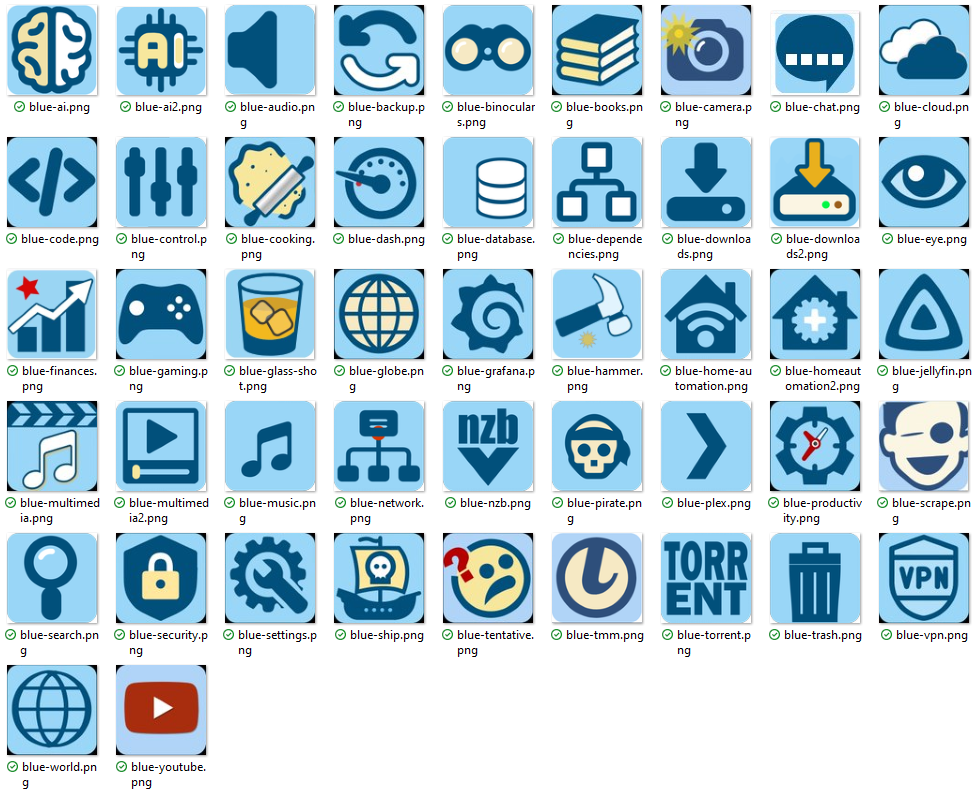 AI
blue-ai.png
blue-ai2.png
blue-audio.pn
g
blue-backup.p
ng
blue-binocular
s.png
blue-books.pn
g
blue-camera.p
ng
blue-chat.png
blue-cloud.pn
g
blue-code.png
blue-control.p
ng
blue-cooking.
png
blue-dash.png
blue-database.
png
blue-depende
ncies.png
blue-downloa
ds.png
blue-downloa
ds2.png
blue-eye.png
blue-finances.
png
blue-gaming.p
ng
blue-glass-sho
t.png
blue-globe.pn
g
blue-grafana.p
ng
blue-hammer.
png
blue-home-au
tomation.png
blue-homeaut
omation2.png
blue-jellyfin.pn
g
nzb
blue-multimed
ia.png
blue-multimed
ia2.png
blue-music.pn
g
blue-network.
png
blue-nzb.png
blue-pirate.pn
g
blue-plex.png
blue-productiv
ity.png
blue-scrape.pn
g
?
TORR
ENT
VPN
blue-search.pn
g
blue-security.p
ng
blue-settings.p
ng
blue-ship.png
blue-tentative.
png
blue-tmm.png
blue-torrent.p
ng
blue-trash.png
blue-vpn.png
blue-world.pn
g
blue-youtube.
png